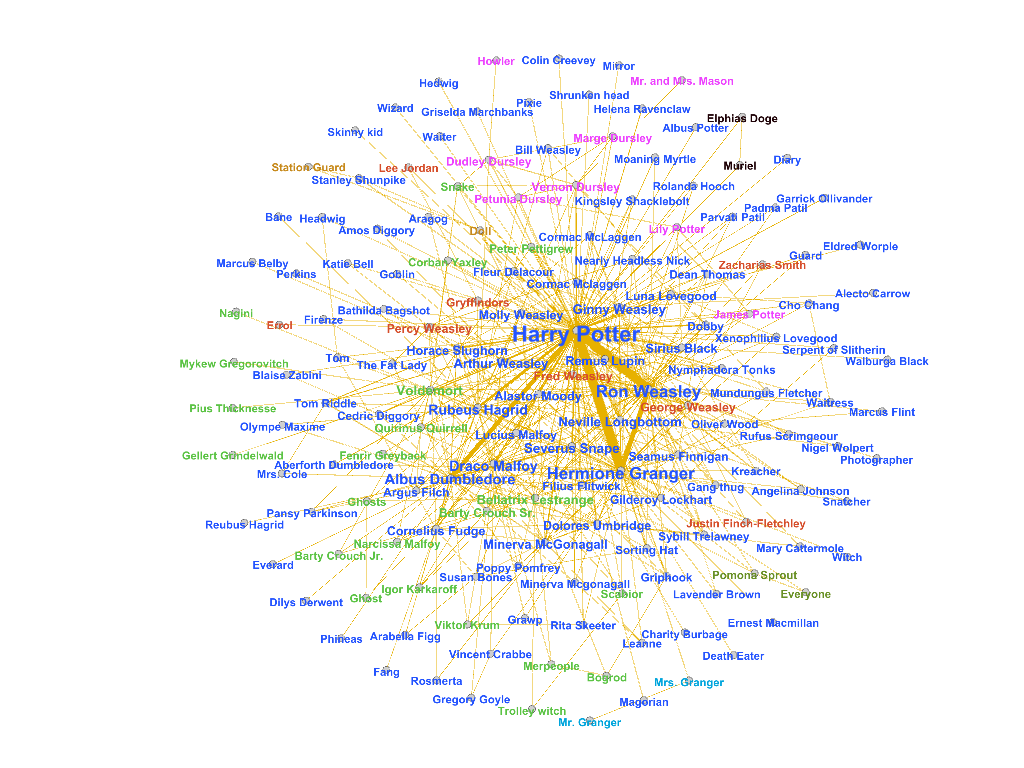 Howler
Colin Creevey
Mirror
Hedwig
Mr. and Mrs. Mason
Shrunken head
Wizard
Griselda Marchbanks
Pixie
Helena Ravenclaw
Elphias Doge
Skinny kid
Waiter
Marge Dursley
Albus Potter
Bill Weasley
Station Guard
Lee Jordan
Dudley Dursley
Moaning Myrtle
Muriel
Diary
Stanley Shunpike
Snake
Vernon Dursley
Rolanda Hooch
Petunia Dursley
Kingsley Shacklebolt
Garrick Ollivander
Padma Patil
Bane
Headwig
Aragog
Parvati Patil
Amos Diggory
Doll
Lily Potter
Cormac McLaggen
Peter Pettigrew
Eldred Worple
Marcus Belby
Katie Bell
Corban Yaxley
Nearly Headless Nick
Zacharias Smith
Guard
Perkins
Goblin
Fleur Delacour
Dean Thomas
Cormac Mclaggen
Alecto Carrow
Luna Lovegood
Nagini
Bathilda Bagshot
Gryffindors
Ginny Weasley
Cho Chang
Errol
Firenze
Molly Weasley
James Potter
Percy Weasley
Harry Potter
Dobby
Xenophilius Lovegood
Tom
Horace Slughorn
Sirius Black
Serpent of Slitherin
Mykew Gregorovitch
The Fat Lady
Arthur Weasley
Remus Lupin
Walburga Black
Blaise Zabini
Fred Weasley
Nymphadora Tonks
Voldemort
Alastor Moody
Ron Weasley
Mundungus Fletcher
Pius Thicknesse
Tom Riddle
Rubeus Hagrid
George Weasley
Waitress
Marcus Flint
Olympe Maxime
Cedric Diggory
Quirinus Quirrell
Neville Longbottom
Oliver Wood
Lucius Malfoy
Rufus Scrimgeour
Gellert Grindelwald
Fenrir Greyback
Severus Snape
Seamus Finnigan
Nigel Wolpert
Aberforth Dumbledore
Draco Malfoy
Photographer
Mrs. Cole
Albus Dumbledore
Hermione Granger
Kreacher
Argus Filch
Filius Flitwick
Gang thug
Angelina Johnson
Ghosts
Bellatrix Lestrange
Gilderoy Lockhart
Snatcher
Pansy Parkinson
Barty Crouch Sr.
Reubus Hagrid
Cornelius Fudge
Dolores Umbridge
Justin Finch-Fletchley
Narcissa Malfoy
Minerva McGonagall
Sybill Trelawney
Barty Crouch Jr.
Sorting Hat
Mary Cattermole
Witch
Everard
Poppy Pomfrey
Susan Bones
Minerva Mcgonagall
Griphook
Pomona Sprout
Igor Karkaroff
Scabior
Lavender Brown
Everyone
Dilys Derwent
Ghost
Viktor Krum
Grawp
Rita Skeeter
Ernest Macmillan
Phineas
Arabella Figg
Charity Burbage
Leanne
Vincent Crabbe
Death Eater
Fang
Merpeople
Rosmerta
Bogrod
Mrs. Granger
Gregory Goyle
Magorian
Trolley witch
Mr. Granger